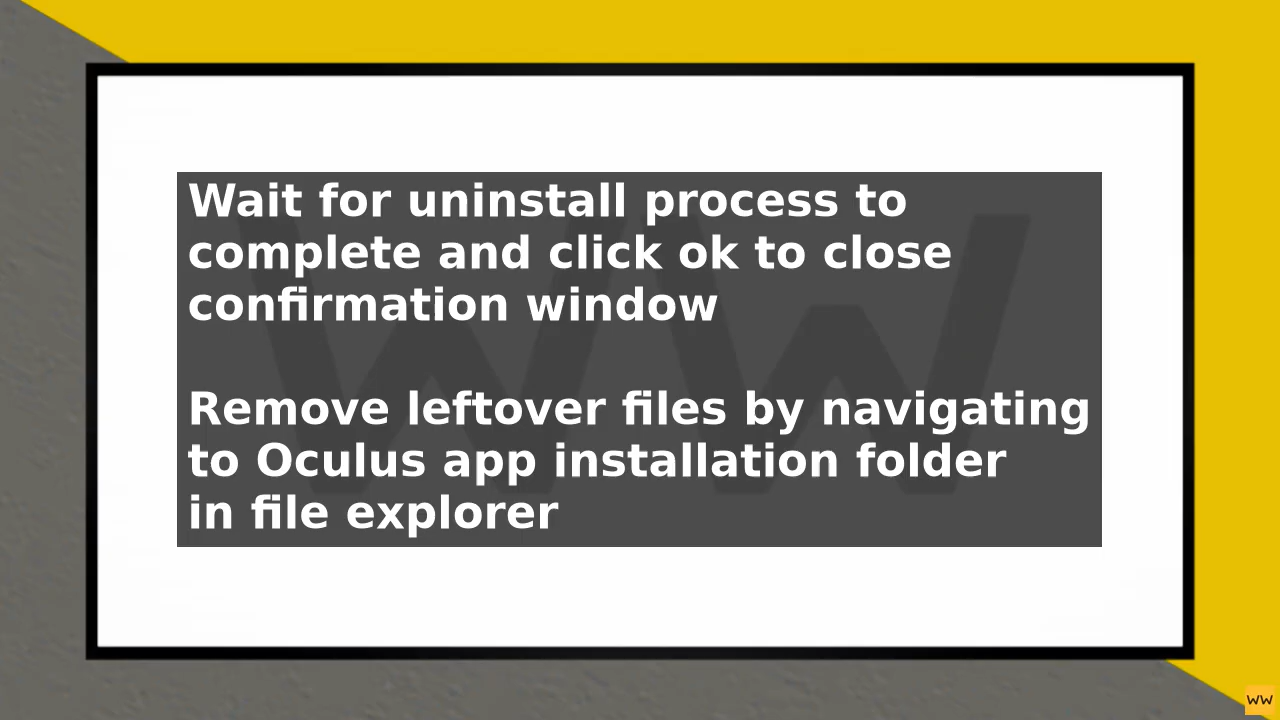 Wait for uninstall process to
complete and click ok to close
confirmation window
Remove leftover files by navigating
to Oculus app installation folder
in file explorer
WW
WW